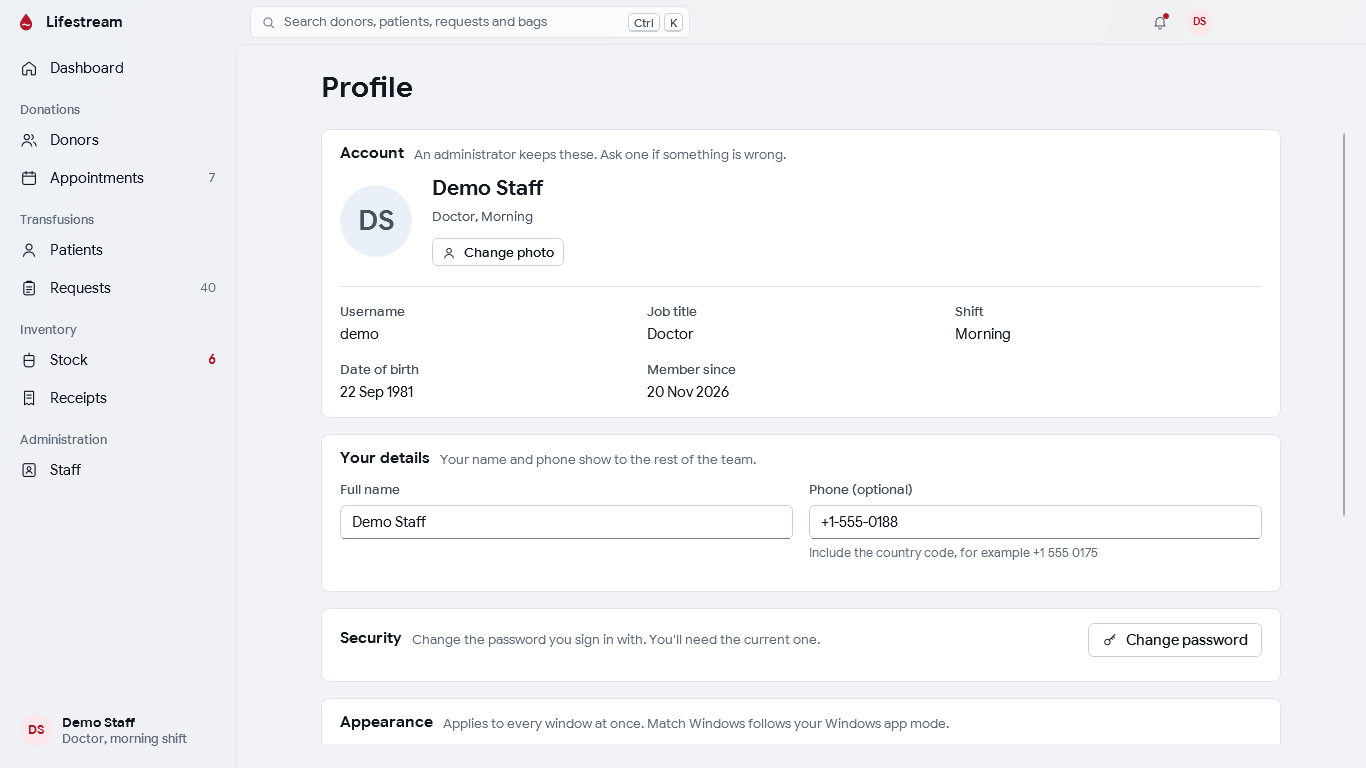 Lifestream
Search donors, patients, requests and bags
Ctrl K
DS
Dashboard
Donations
Donors
Appointments 7
Transfusions
Patients
Requests 40
Inventory
Stock 6
Receipts
Administration
Staff
DS
Demo Staff
Doctor, morning shift
Profile
Account An administrator keeps these. Ask one if something is wrong.
DS
Demo Staff
Doctor, Morning
Change photo
Username Job title Shift
demo Doctor Morning
Date of birth Member since
22 Sep 1981 20 Nov 2026
Your details Your name and phone show to the rest of the team.
Full name Phone (optional)
Demo Staff +1-555-0188
Include the country code, for example +1 555 0175
Security Change the password you sign in with. You'll need the current one.
Change password
Appearance Applies to every window at once. Match Windows follows your Windows app mode.